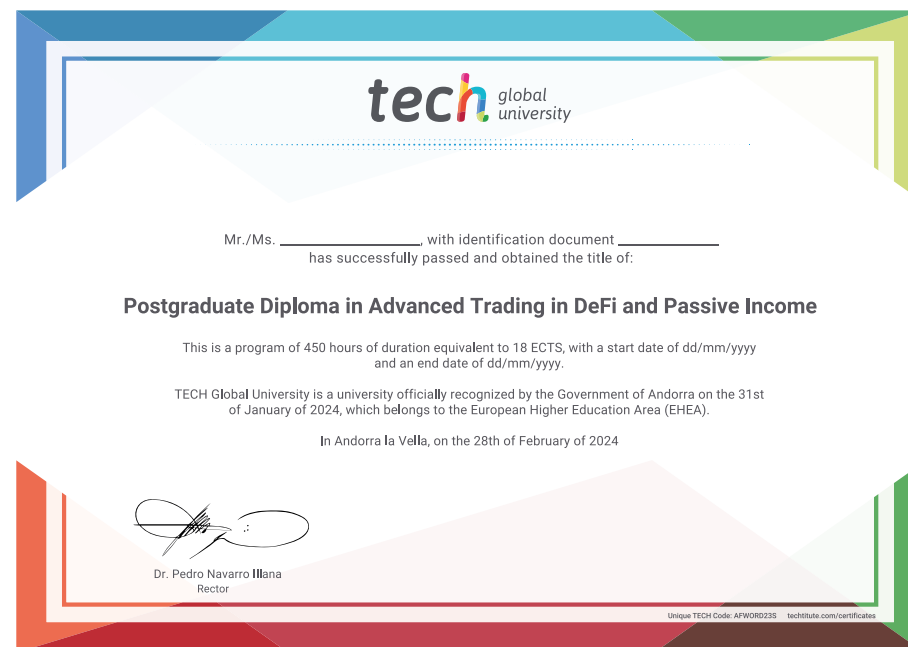 tech global
university
Mr./Ms. ____________, with identification document ____________
has successfully passed and obtained the title of:
Postgraduate Diploma in Advanced Trading in DeFi and Passive Income
This is a program of 450 hours of duration equivalent to 18 ECTS, with a start date of dd/mm/yyyy
and an end date of dd/mm/yyyy.
TECH Global University is a university officially recognized by the Government of Andorra on the 31st
of January of 2024, which belongs to the European Higher Education Area (EHEA).
In Andorra la Vella, on the 28th of February of 2024
Dr. Pedro Navarro Illana
Rector
Unique TECH Code: AFWORD23S techtitute.com/certificates